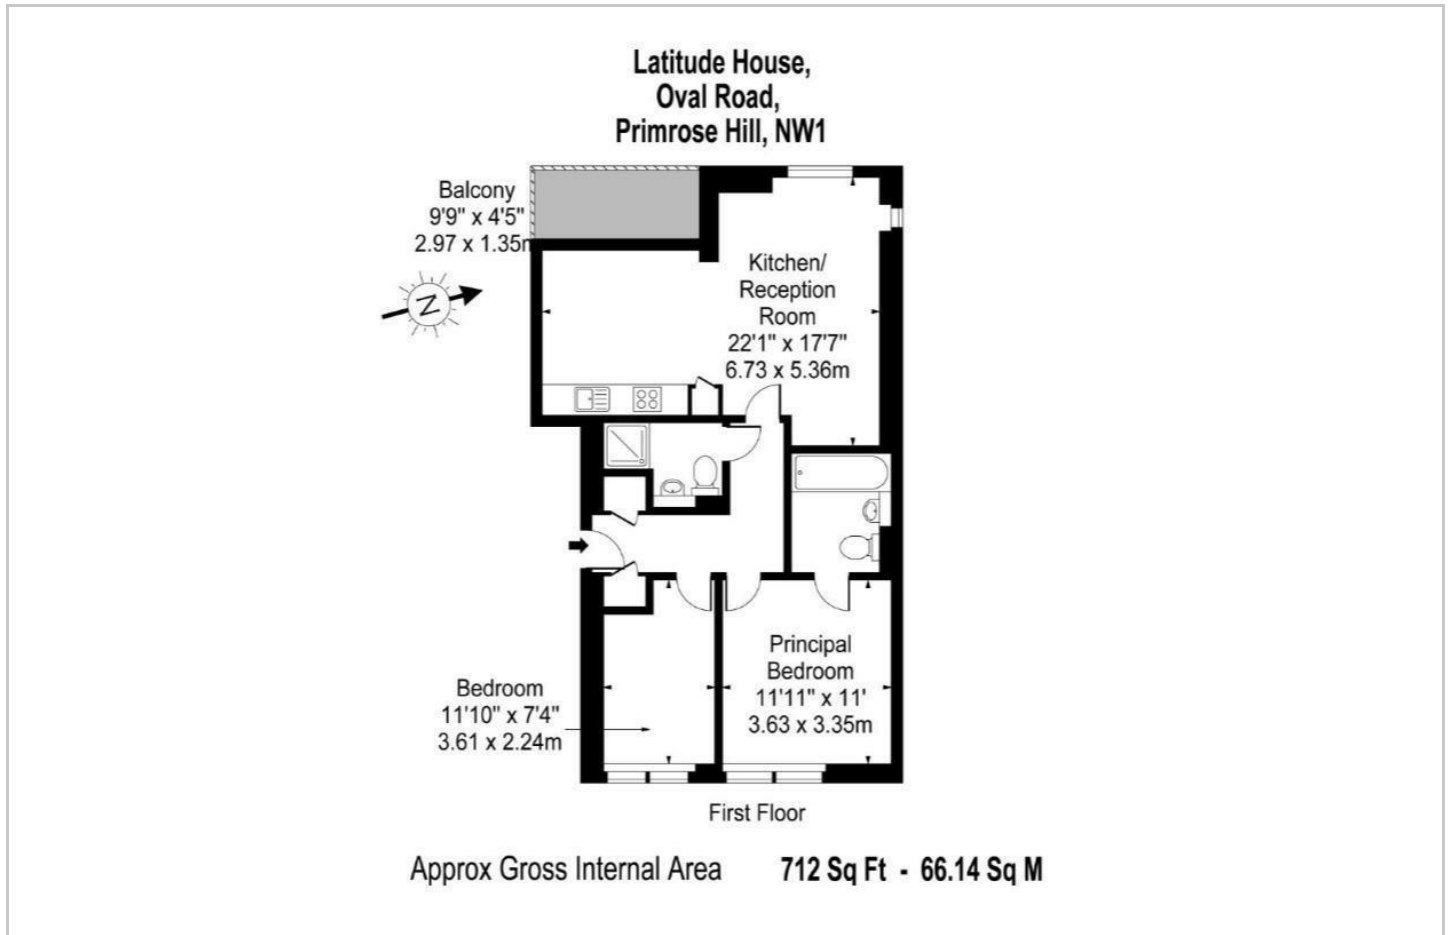 Latitude House,
Oval Road,
Primrose Hill, NW1
Balcony
9'9" x 4'5"
2.97 x 1.35m
N
Kitchen/
Reception
Room
22'1" x 17'7"
6.73 x 5.36m
Principal
Bedroom
11'11" x 11'
3.63 x 3.35m
Bedroom
11'10" x 7'4"
3.61 x 2.24m
First Floor
Approx Gross Internal Area 712 Sq Ft - 66.14 Sq M